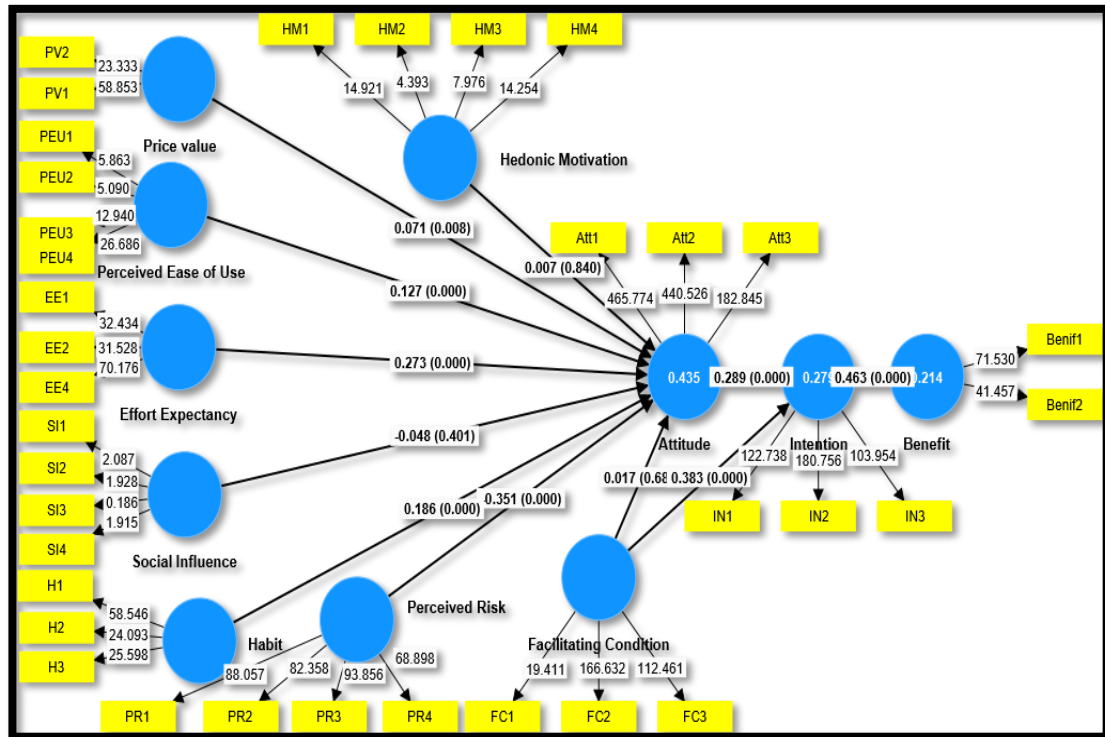 HM1
HM2
HM3
HM4
PV2
23.333
PV1
58.853
14.921
4.393
7.976
14.254
PEU1
Price value
Hedonic Motivation
5.863
PEU2
5.090
12.940
PEU3
26.686
PEU4
0.071 (0.008)
Att1
Att2
Att3
Perceived Ease of Use
0.007 (0.840)
0.127 (0.000)
465.774
440.526
182.845
EE1
32.434
EE2
31.528
70.176
EE4
0.273 (0.000)
0.435
0.289 (0.000)
0.463 (0.000)
0.214
Benif1
71.530
41.457
Benif2
Effort Expectancy
Attitude
Intention
Benefit
SI1
2.087
SI2
1.928
SI3
0.186
1.915
SI4
-0.048 (0.401)
122.738
180.756
103.954
0.383 (0.000)
0.186 (0.000)
IN1
IN2
IN3
Social Influence
H1
58.546
H2
24.093
25.598
H3
Habit
Perceived Risk
Facilitating Condition
88.057
82.358
93.856
68.898
19.411
166.632
112.461
PR1
PR2
PR3
PR4
FC1
FC2
FC3